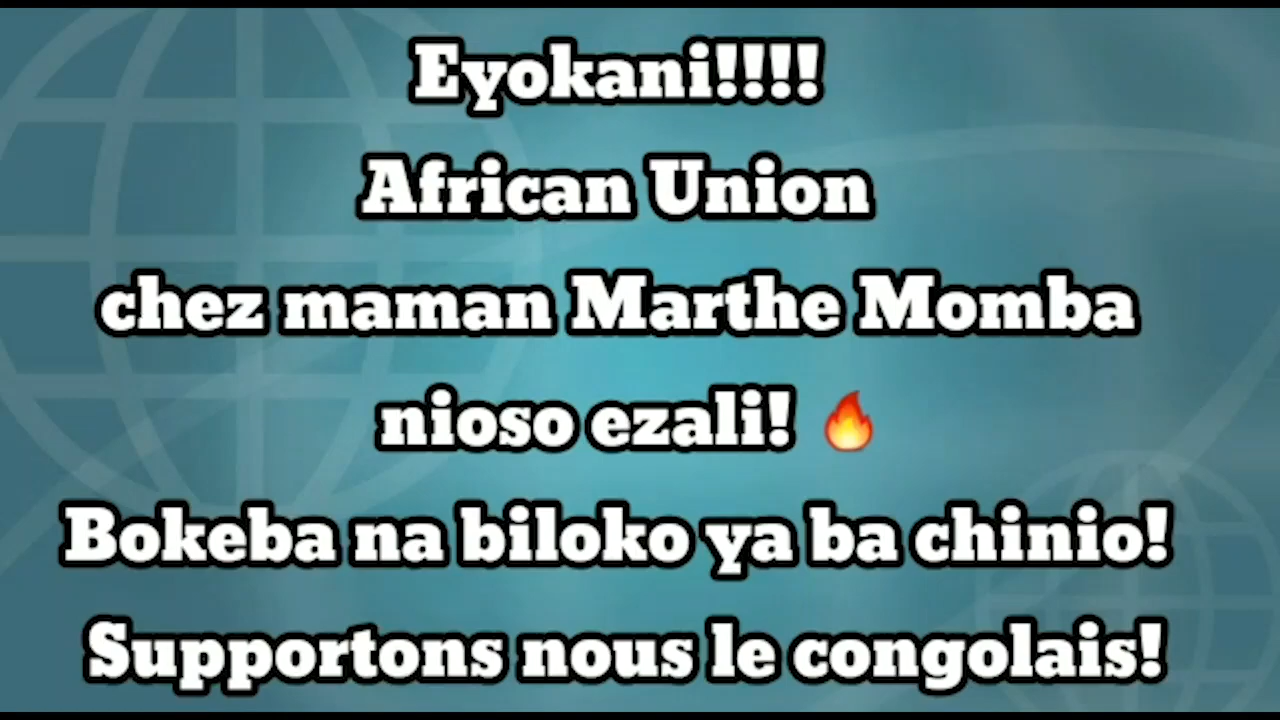 Eyokani!!!!
African Union
chez maman Marthe Momba
nioso ezali! 🔥
Bokeba na biloko ya ba chinio!
Supportons nous le congolais!